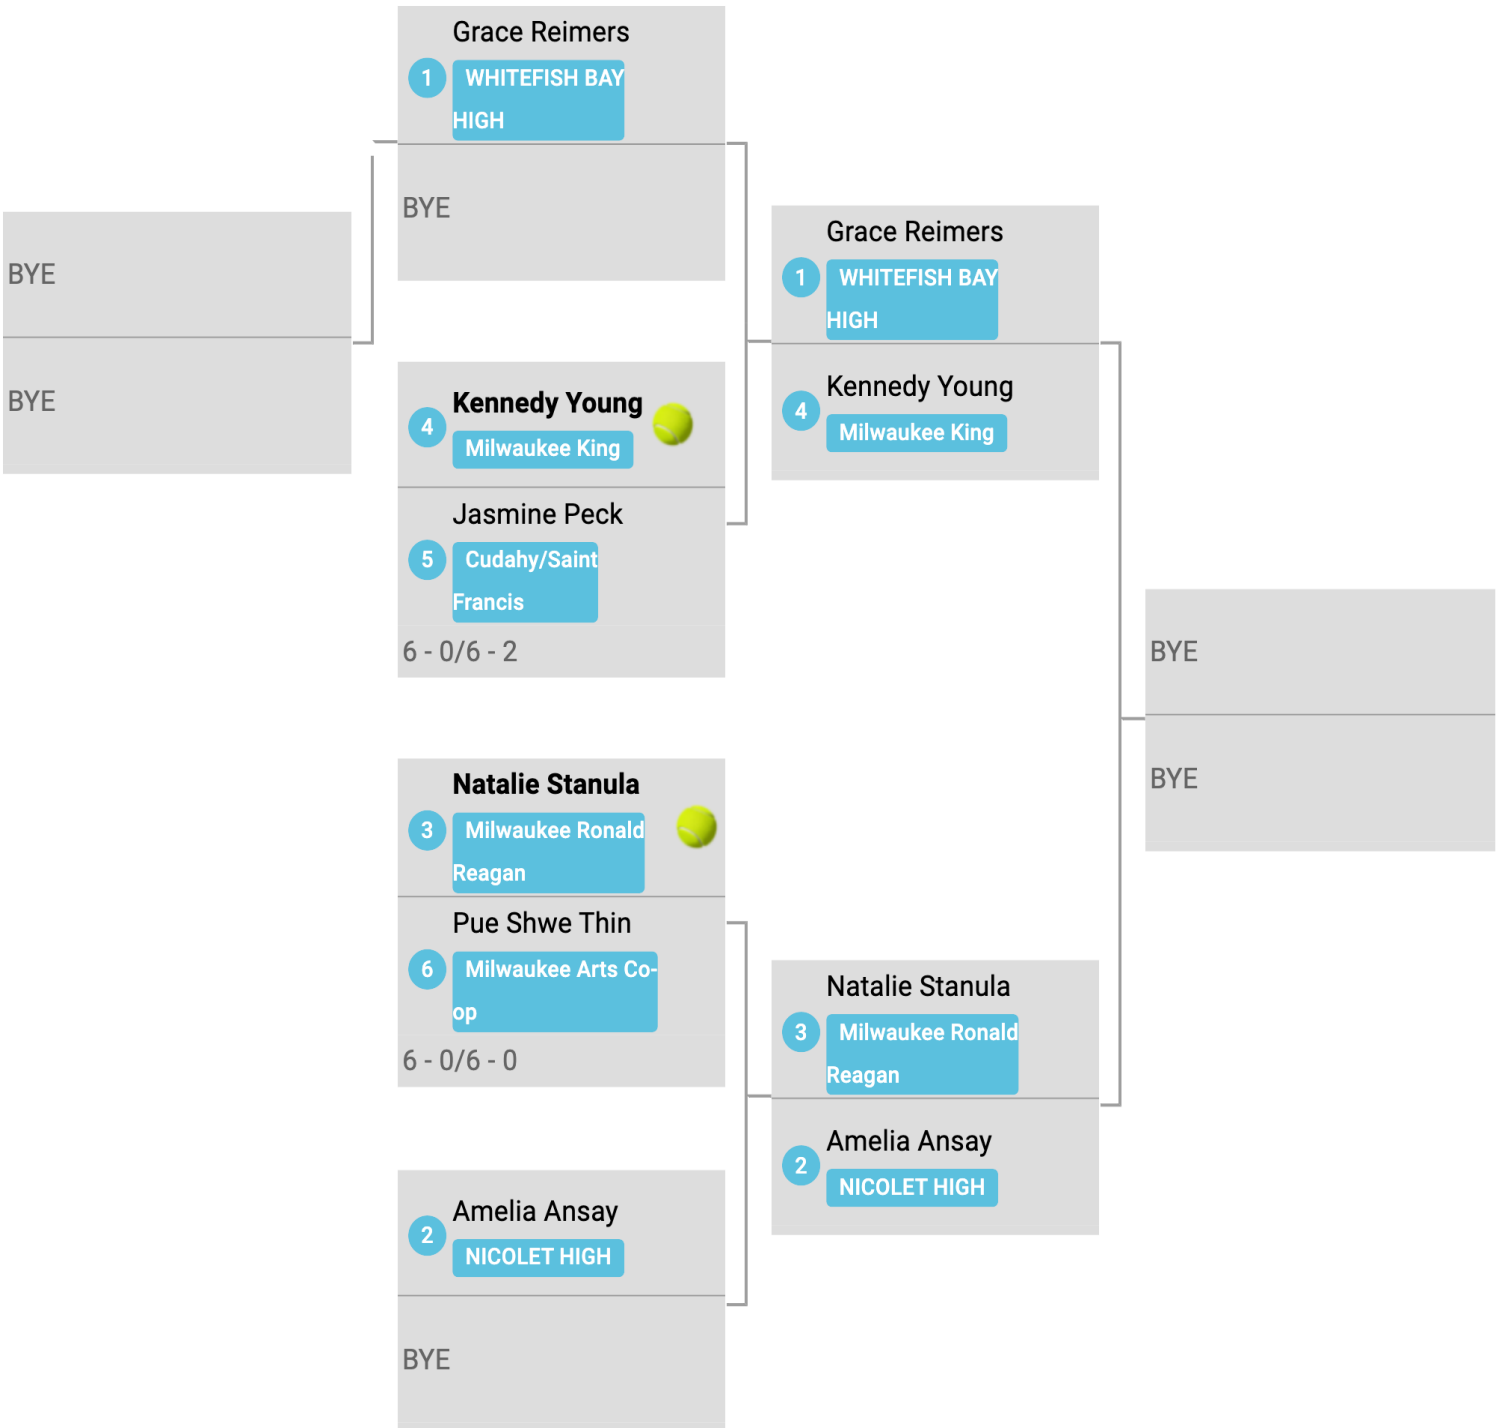 BYE
BYE
Grace Reimers
1
WHITEFISH BAY
HIGH
BYE
4
Kennedy Young
Milwaukee King
Jasmine Peck
5
Cudahy/Saint
Francis
6 - 0/6 - 2
Natalie Stanula
3
Milwaukee Ronald
Reagan
Pue Shwe Thin
6
Milwaukee Arts Co-
op
6 - 0/6 - 0
Amelia Ansay
2
NICOLET HIGH
BYE
Grace Reimers
1
WHITEFISH BAY
HIGH
Kennedy Young
4
Milwaukee King
Natalie Stanula
3
Milwaukee Ronald
Reagan
Amelia Ansay
2
NICOLET HIGH
BYE
BYE